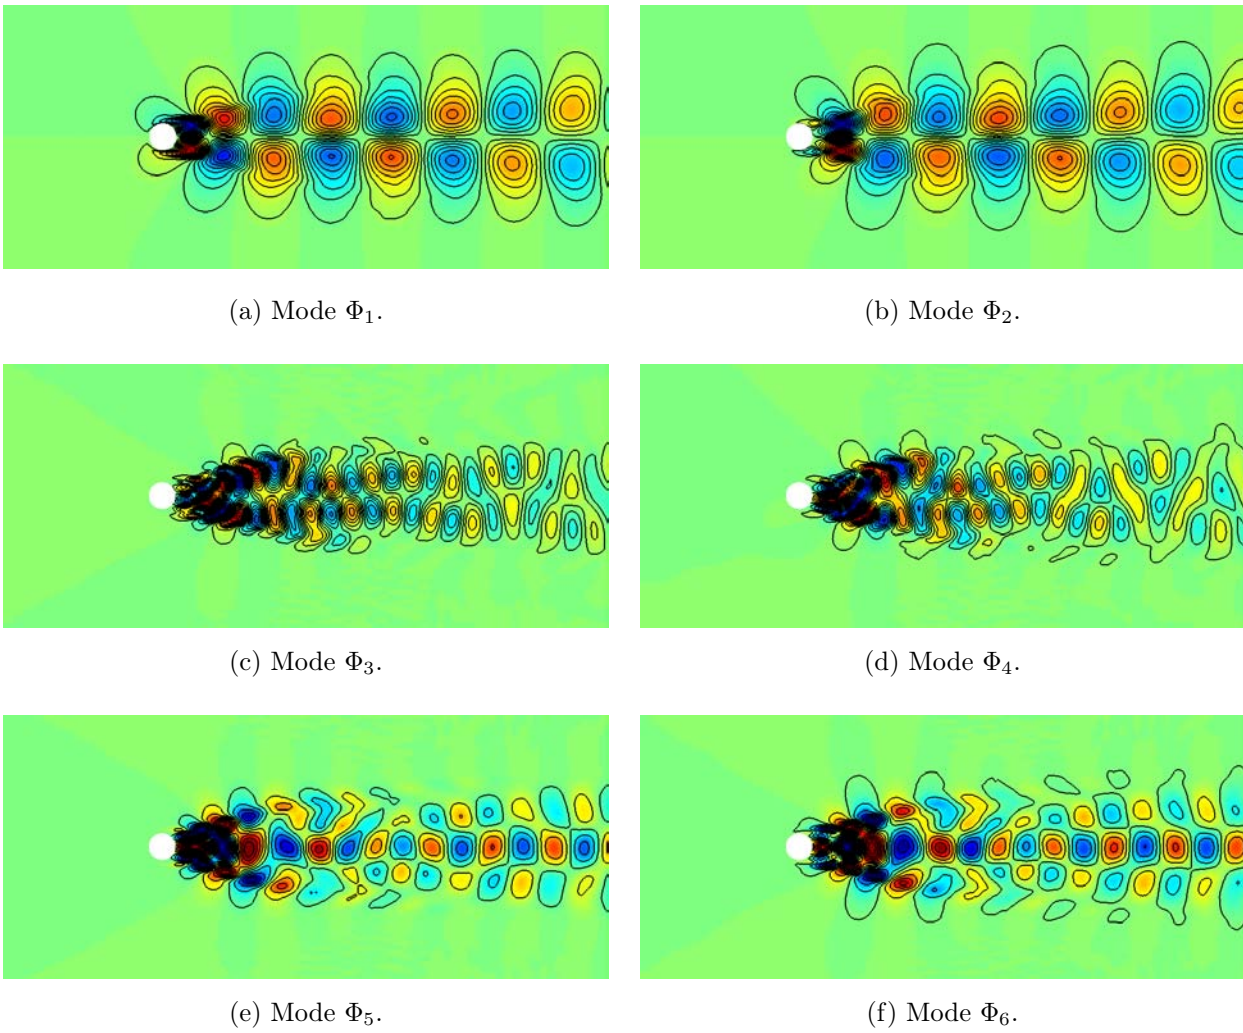 (a) Mode Φ₁.
(b) Mode Φ₂.
(c) Mode Φ₃.
(d) Mode Φ₄.
(e) Mode Φ₅.
(f) Mode Φ₆.